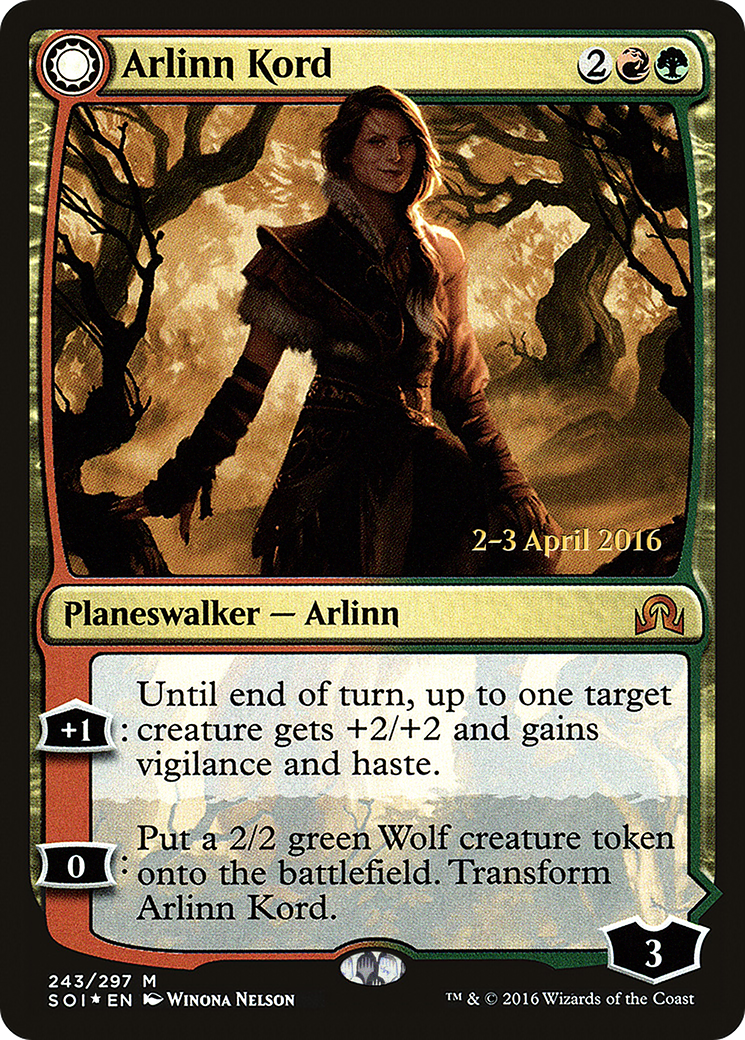 Arlinn Kord 2
2–3 April 2016
Planeswalker — Arlinn
+1 : Until end of turn, up to one target
creature gets +2/+2 and gains
vigilance and haste.
0 : Put a 2/2 green Wolf creature token
onto the battlefield. Transform
Arlinn Kord.
3
243/297 M
SOI ★ EN Winona Nelson
™ & © 2016 Wizards of the Coast